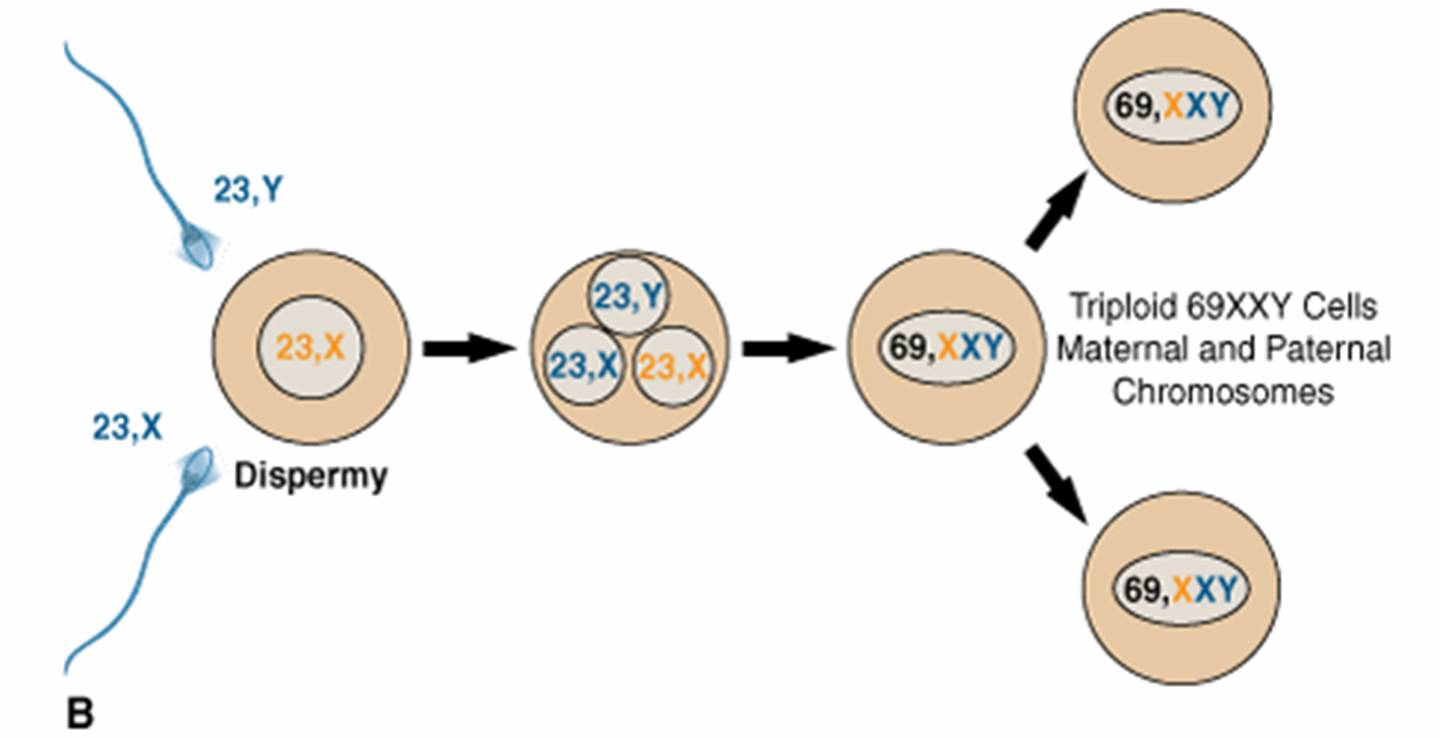 23,Y
23,X
23,X
Dispermy
23,Y
23,X
23,X
69,XXY
69,XXY
Triploid 69XXY Cells
Maternal and Paternal
Chromosomes
69,XXY
B